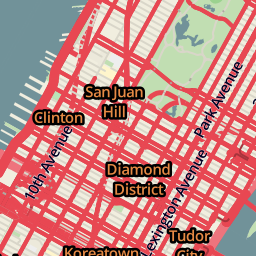 San Juan
Hill
Clinton
Park Avenue
10th Avenue
Diamond
District
Lexington Avenue
Koreatown
Tudor
City